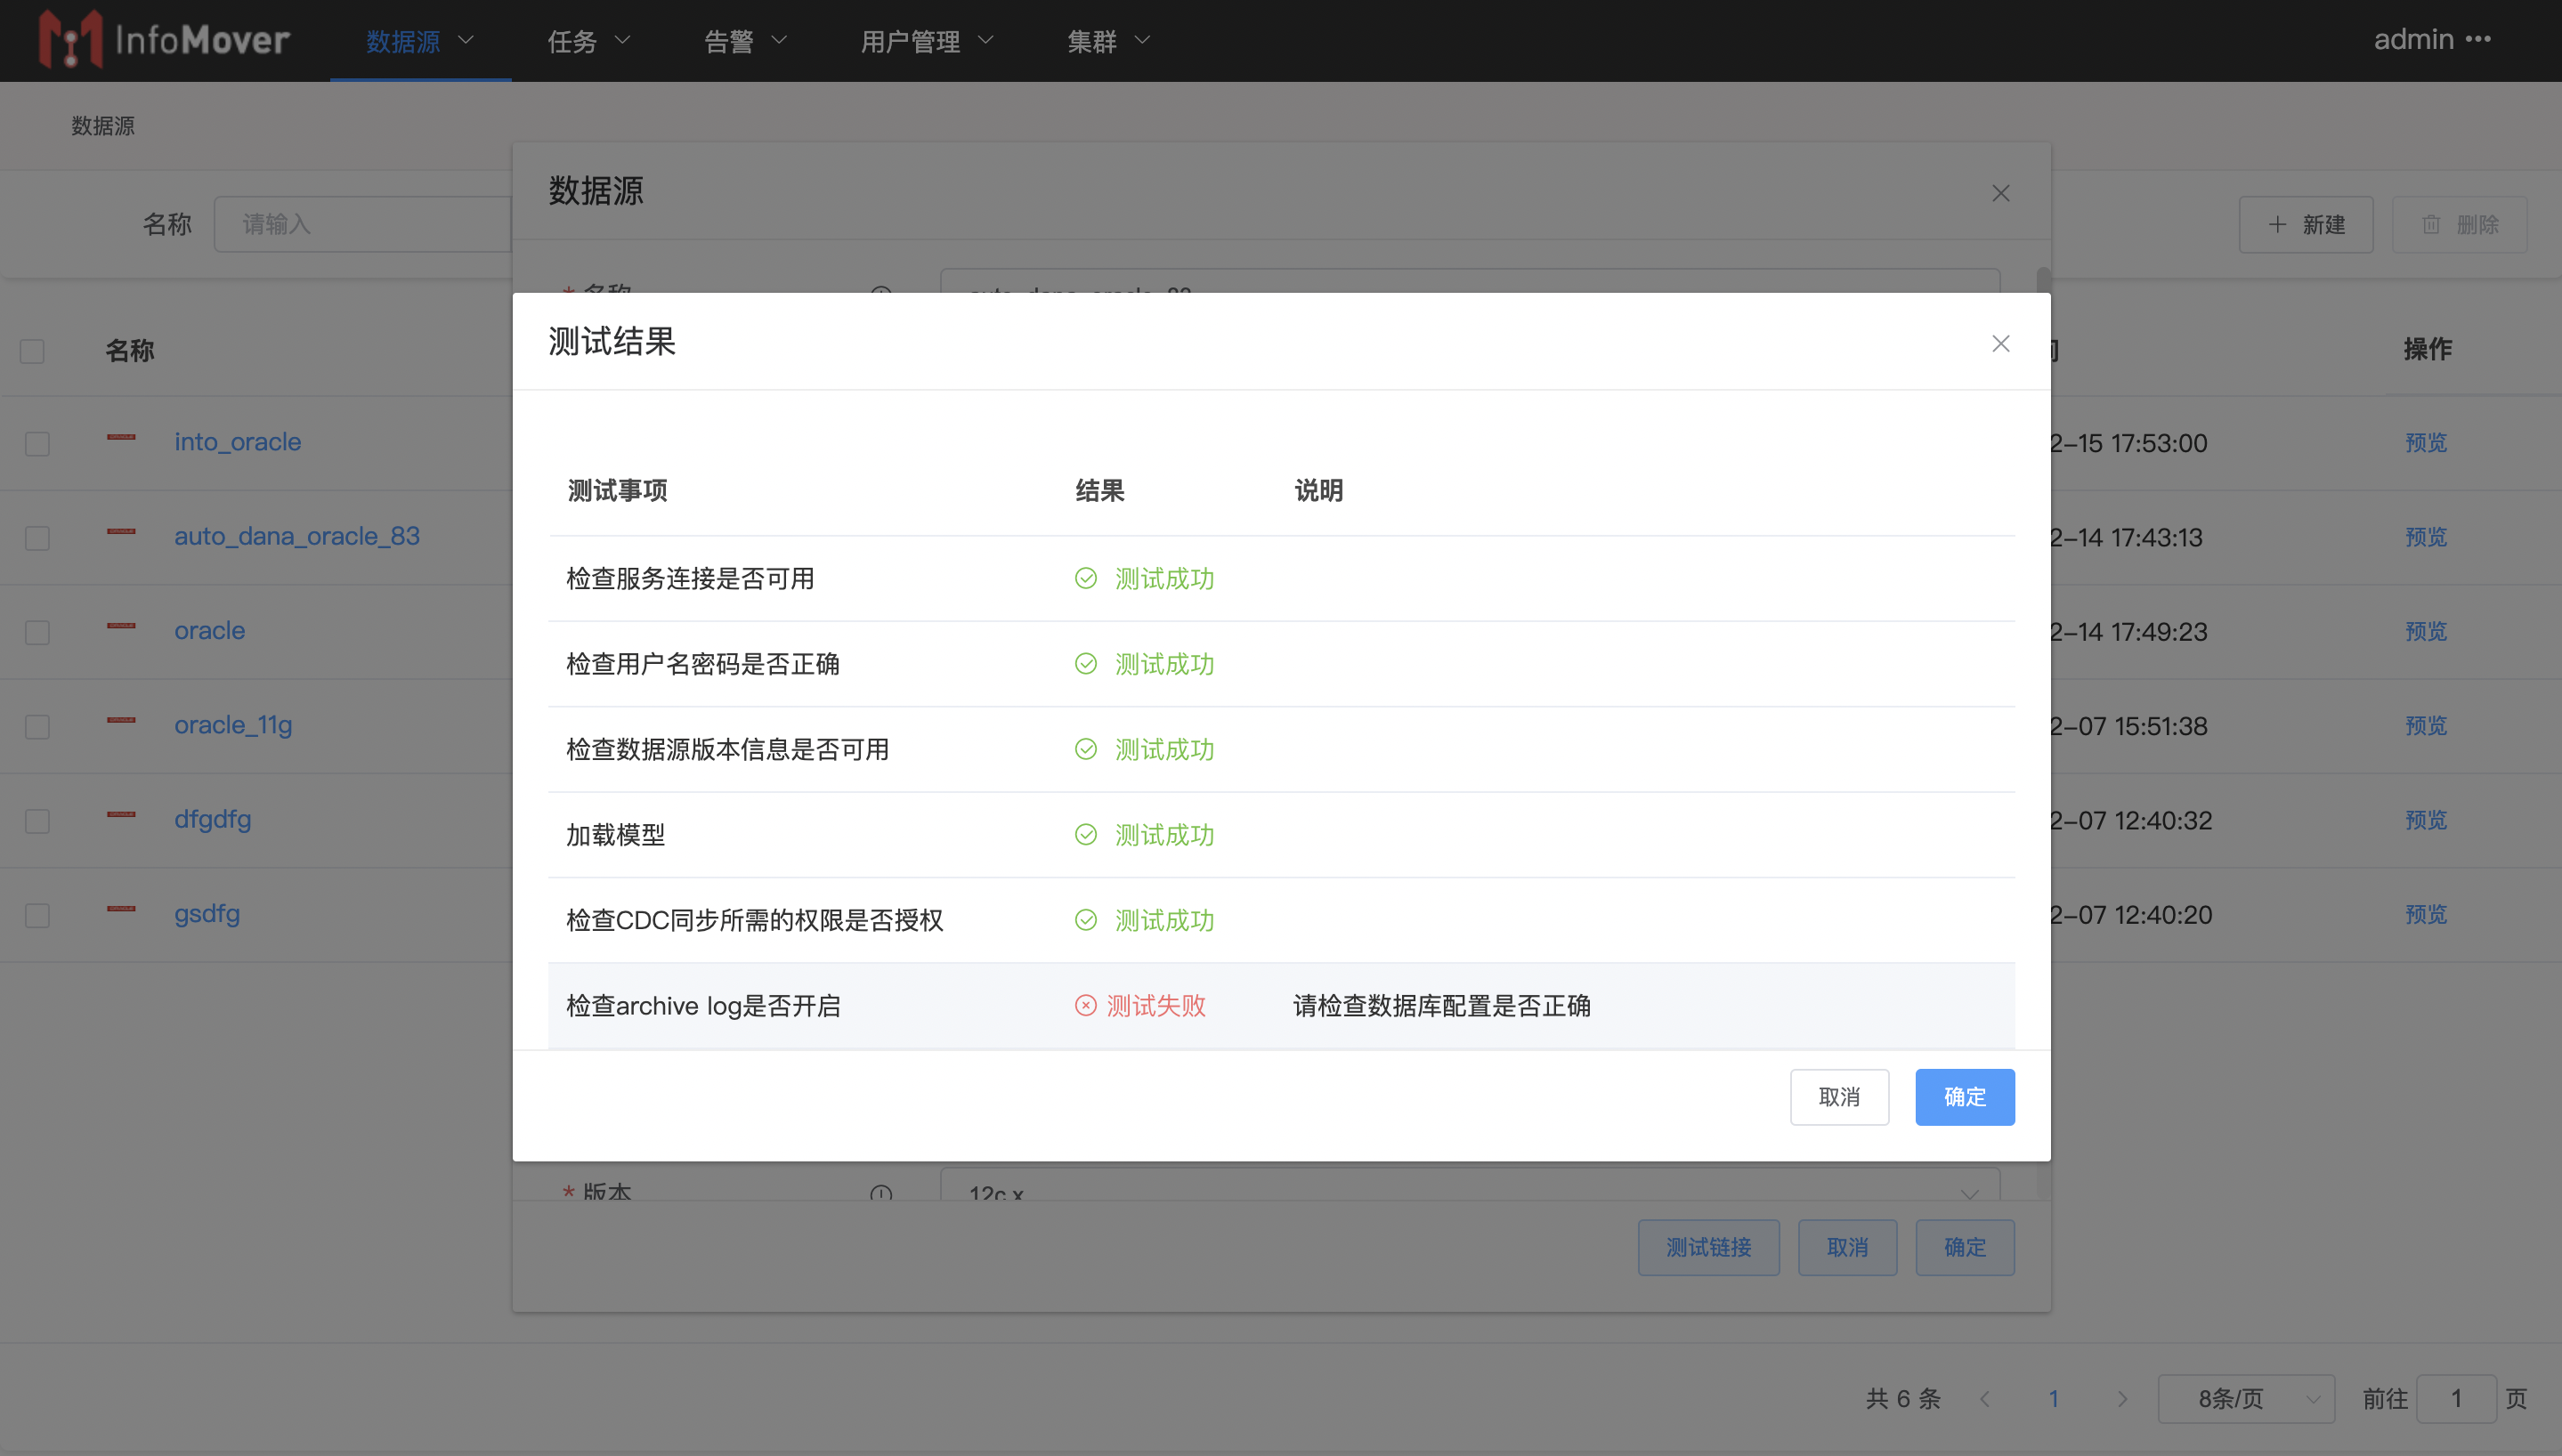 InfoMover 数据源 任务 告警 用户管理 集群 admin
数据源
数据源
名称 请输入 新建 删除
* 名称 auto_dana_oracle_83
测试结果
名称 操作
测试事项 结果 说明
into_oracle 2-15 17:53:00 预览
auto_dana_oracle_83 2-14 17:43:13 预览
检查服务连接是否可用 测试成功
oracle 2-14 17:49:23 预览
检查用户名密码是否正确 测试成功
oracle_11g 2-07 15:51:38 预览
检查数据源版本信息是否可用 测试成功
dfgdfg 2-07 12:40:32 预览
加载模型 测试成功
gsdfg 2-07 12:40:20 预览
检查CDC同步所需的权限是否授权 测试成功
检查archive log是否开启 测试失败 请检查数据库配置是否正确
取消 确定
* 版本 12c.x
测试链接 取消 确定
共 6 条 1 8条/页 前往 1 页